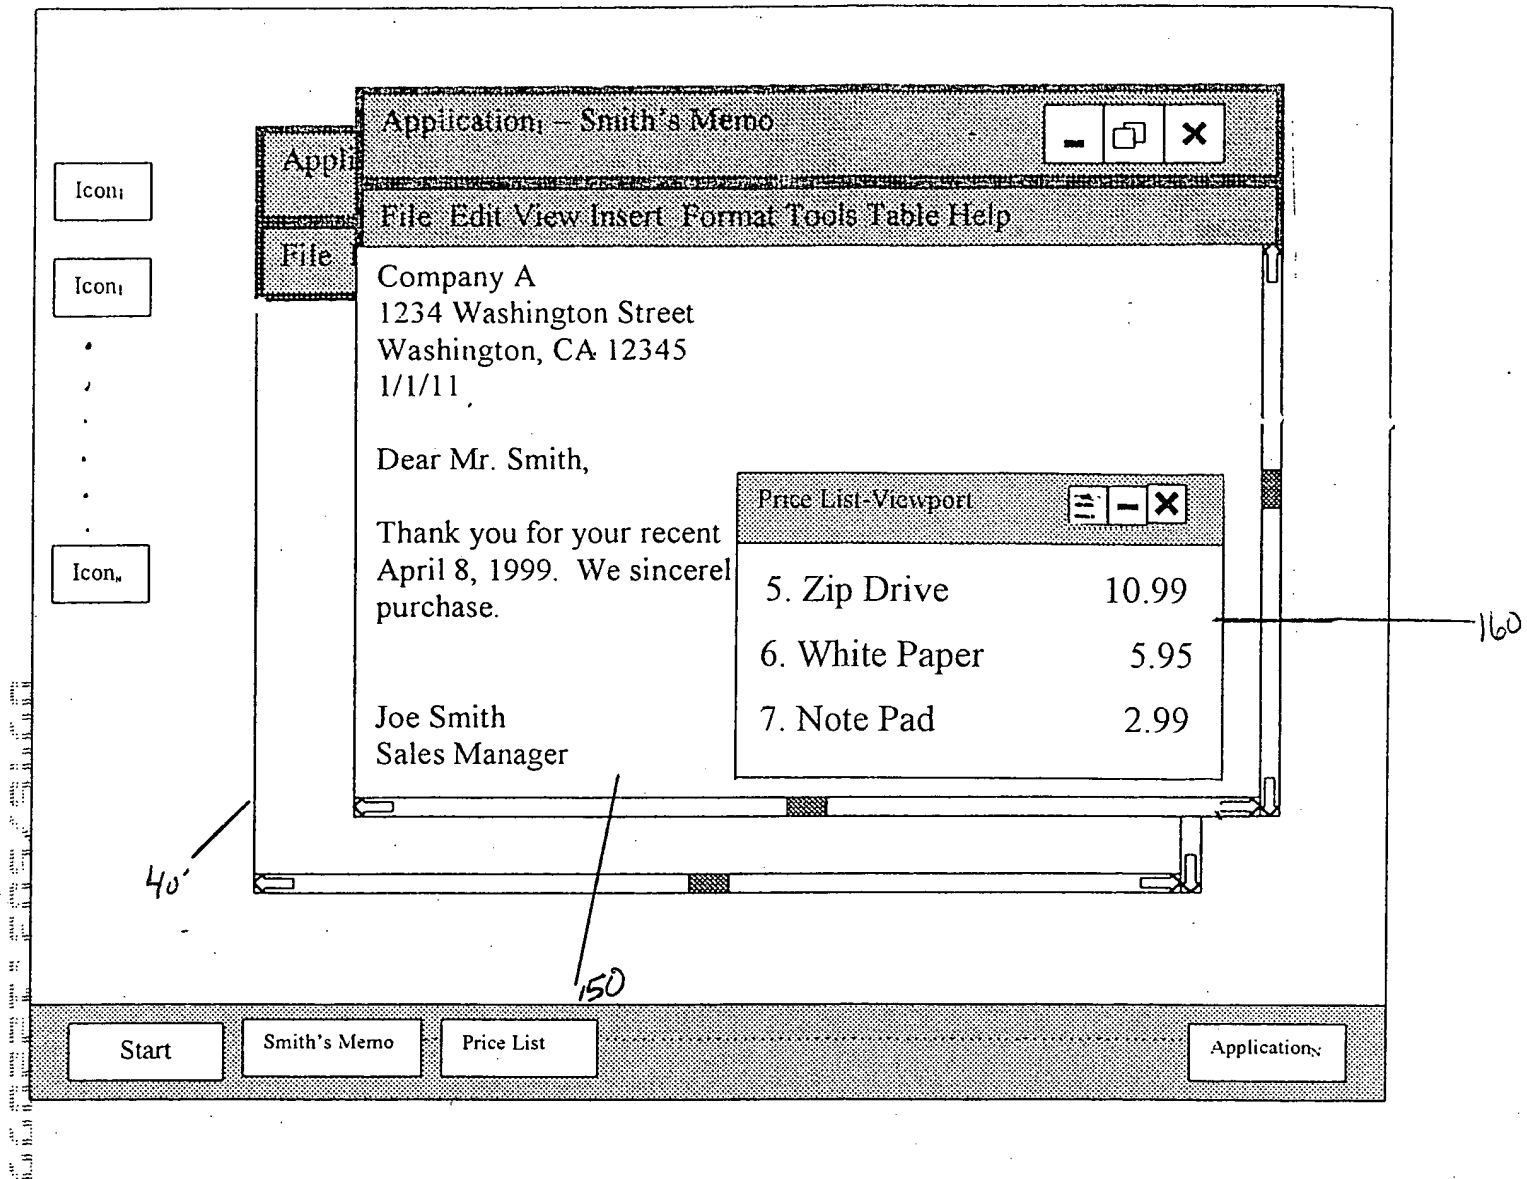 Application₁ – Smith's Memo
Appli
File Edit View Insert Format Tools Table Help
File
Icon₁
Icon₁
Iconₙ
Company A
1234 Washington Street
Washington, CA 12345
1/1/11
Dear Mr. Smith,
Thank you for your recent
April 8, 1999. We sincerel
purchase.
Joe Smith
Sales Manager
Price List-Viewport
5. Zip Drive 10.99
6. White Paper 5.95
7. Note Pad 2.99
160
40'
150
Start
Smith's Memo
Price List
Applicationₙ